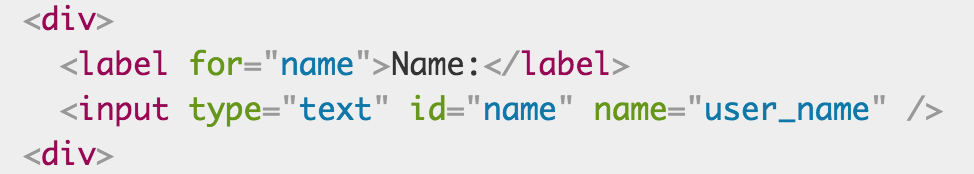 <div>
<label for="name">Name:</label>
<input type="text" id="name" name="user_name" />
<div>